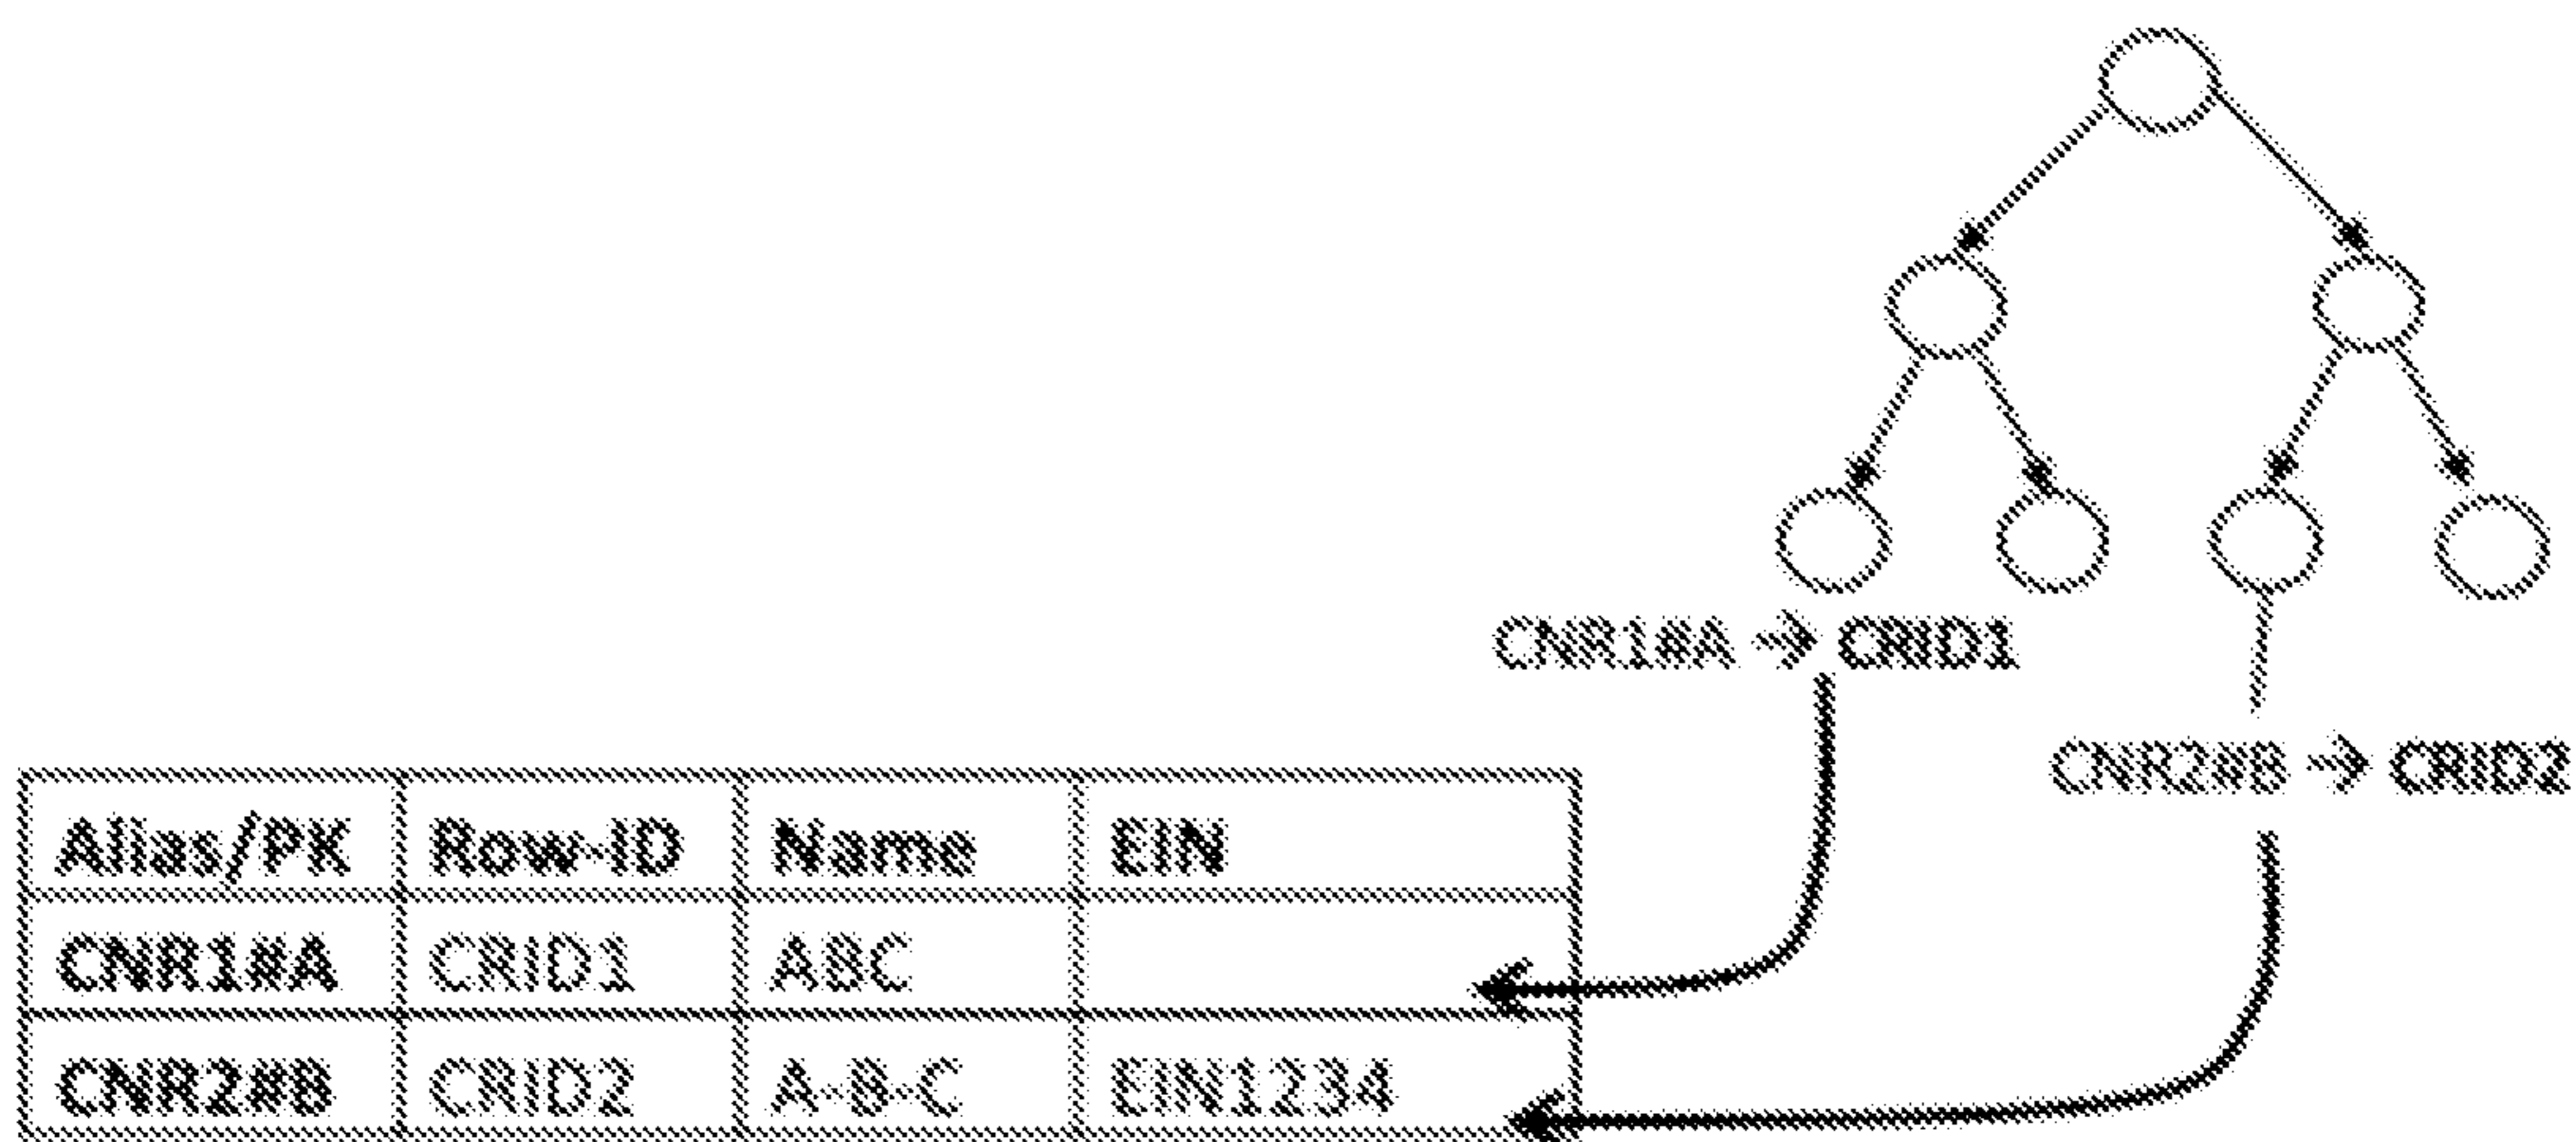 CNR1#A → CRID1
CNR2#B → CRID2
Alias/PK Row-ID Name EIN
CNR1#A CRID1 ABC
CNR2#B CRID2 A-B-C EIN1234